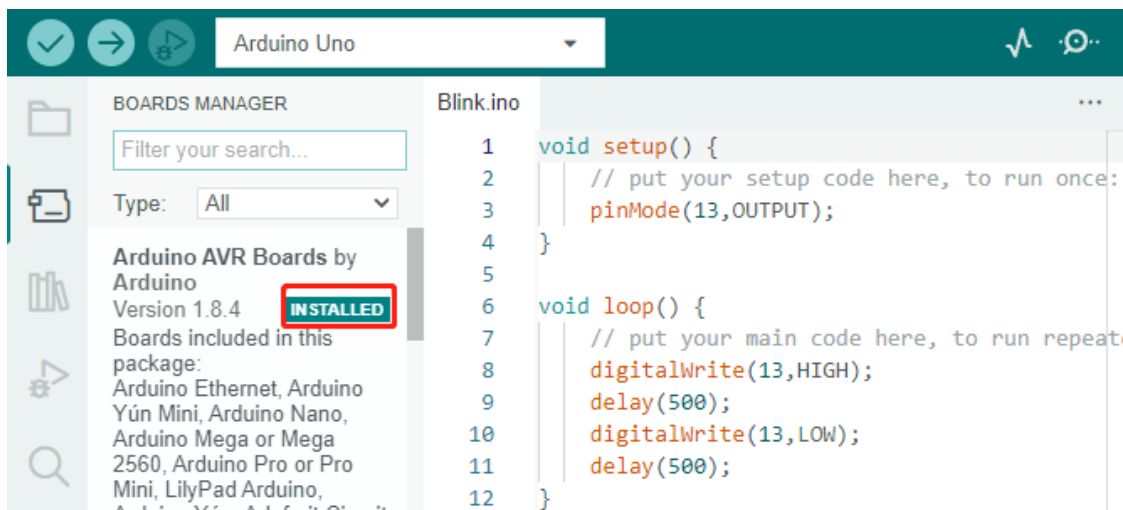 Arduino Uno
BOARDS MANAGER
Filter your search...
Type: All
Arduino AVR Boards by
Arduino
Version 1.8.4 INSTALLED
Boards included in this
package:
Arduino Ethernet, Arduino
Yún Mini, Arduino Nano,
Arduino Mega or Mega
2560, Arduino Pro or Pro
Mini, LilyPad Arduino,
Blink.ino
1 void setup() {
2 // put your setup code here, to run once:
3 pinMode(13,OUTPUT);
4 }
5
6 void loop() {
7 // put your main code here, to run repeat
8 digitalWrite(13,HIGH);
9 delay(500);
10 digitalWrite(13,LOW);
11 delay(500);
12 }